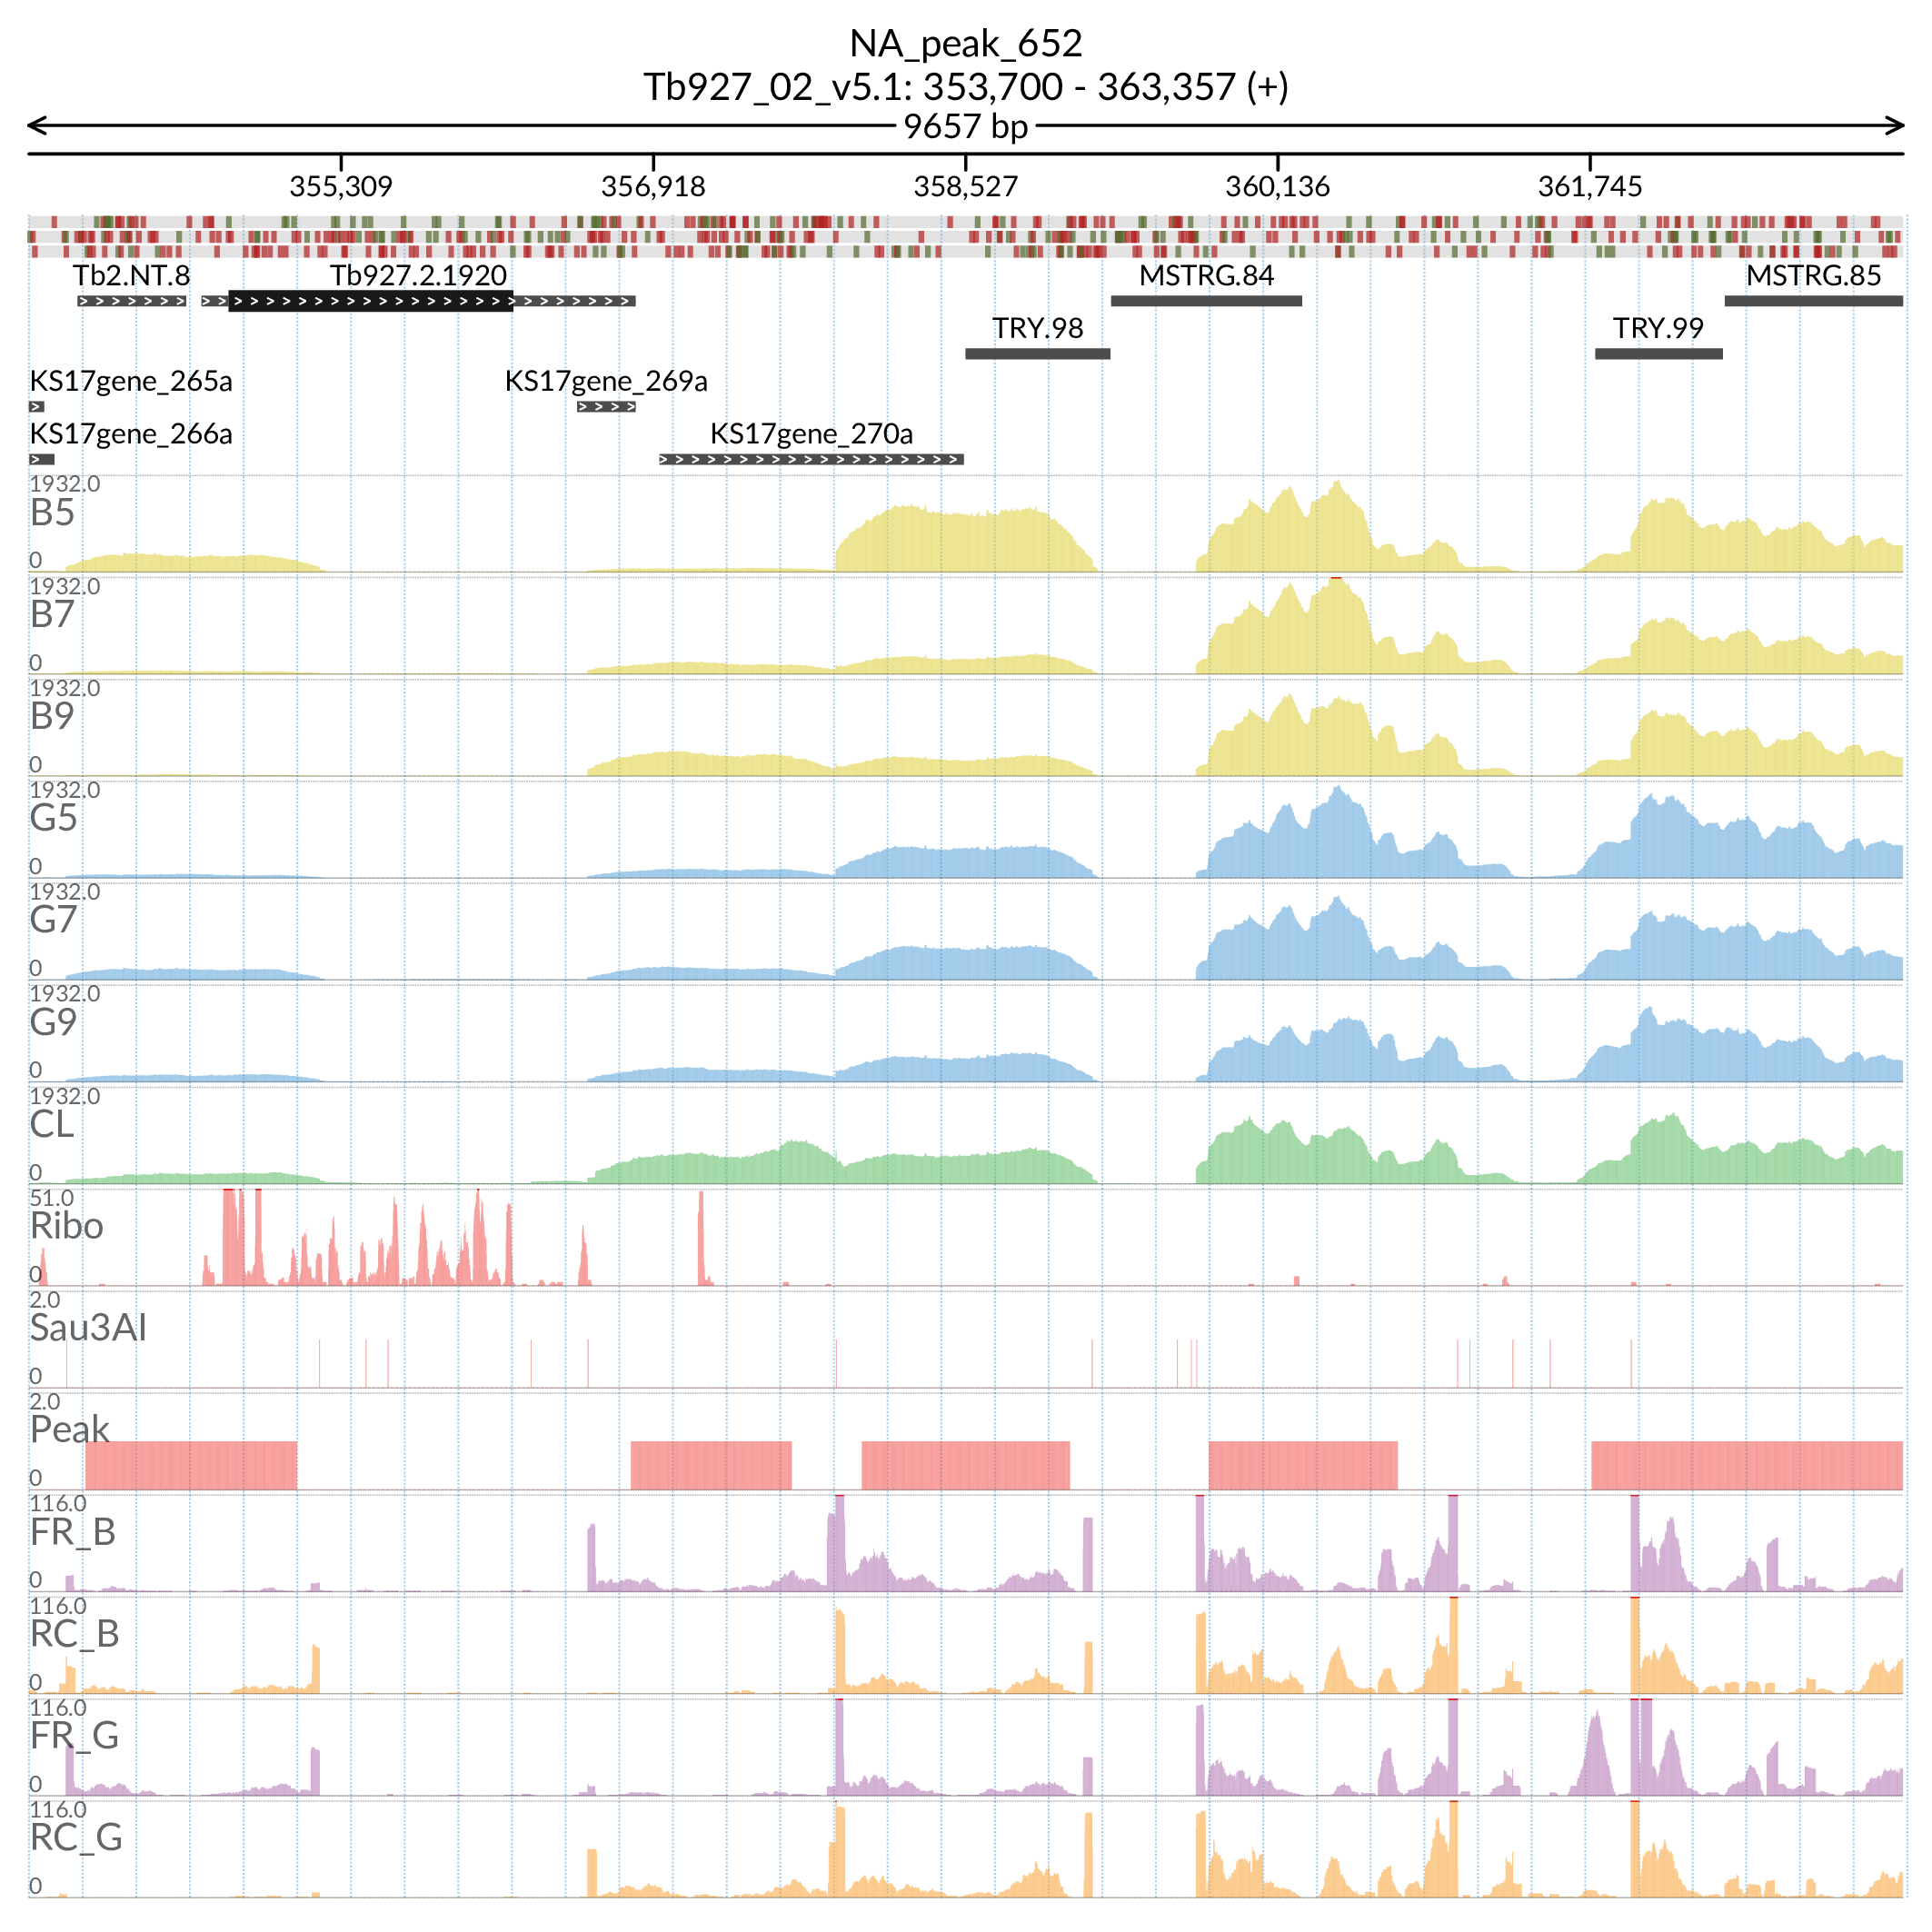 NA_peak_652
Tb927_02_v5.1: 353,700 - 363,357 (+)
9657 bp
355,309 356,918 358,527 360,136 361,745
Tb2.NT.8 Tb927.2.1920 MSTRG.84 MSTRG.85
TRY.98 TRY.99
KS17gene_265a KS17gene_269a
KS17gene_266a KS17gene_270a
1932.0
B5
0
1932.0
B7
0
1932.0
B9
0
1932.0
G5
0
1932.0
G7
0
1932.0
G9
0
1932.0
CL
0
51.0
Ribo
0
2.0
Sau3AI
0
2.0
Peak
0
116.0
FR_B
0
116.0
RC_B
0
116.0
FR_G
0
116.0
RC_G
0